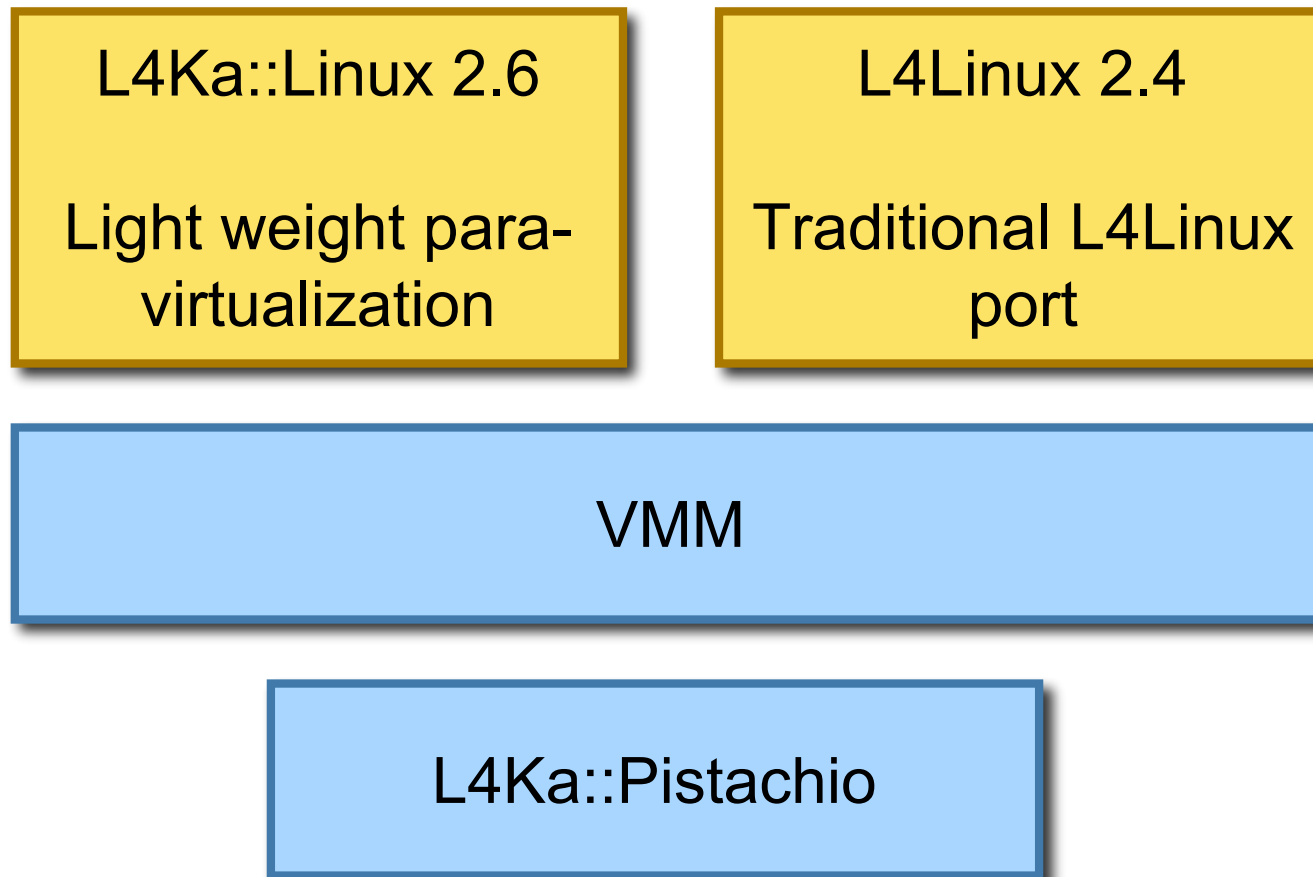 L4Ka::Linux 2.6
Light weight para-
virtualization
L4Linux 2.4
Traditional L4Linux
port
VMM
L4Ka::Pistachio